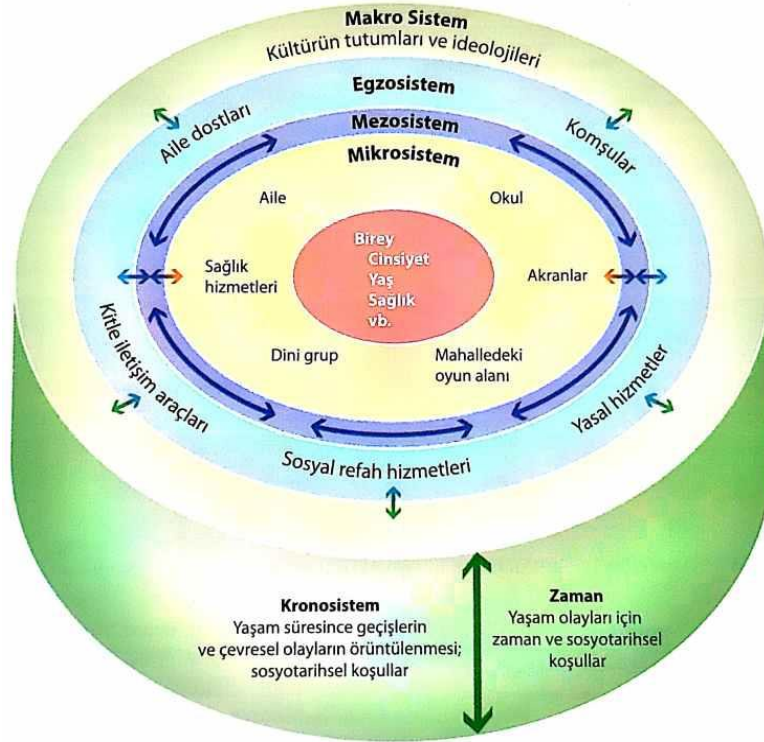 Makro Sistem
Kültürün tutumları ve ideolojileri
Egzosistem
Aile dostları
Mezosistem
Komşular
Mikrosistem
Aile
Okul
Birey
Cinsiyet
Yaş
Sağlık
vb.
Sağlık
hizmetleri
Akranlar
Dini grup
Mahalledeki
oyun alanı
Kitle iletişim araçları
Yasal hizmetler
Sosyal refah hizmetleri
Kronosistem
Yaşam süresince geçişlerin
ve çevresel olayların örüntülenmesi;
sosyotarihsel koşullar
Zaman
Yaşam olayları için
zaman ve sosyotarihsel
koşullar